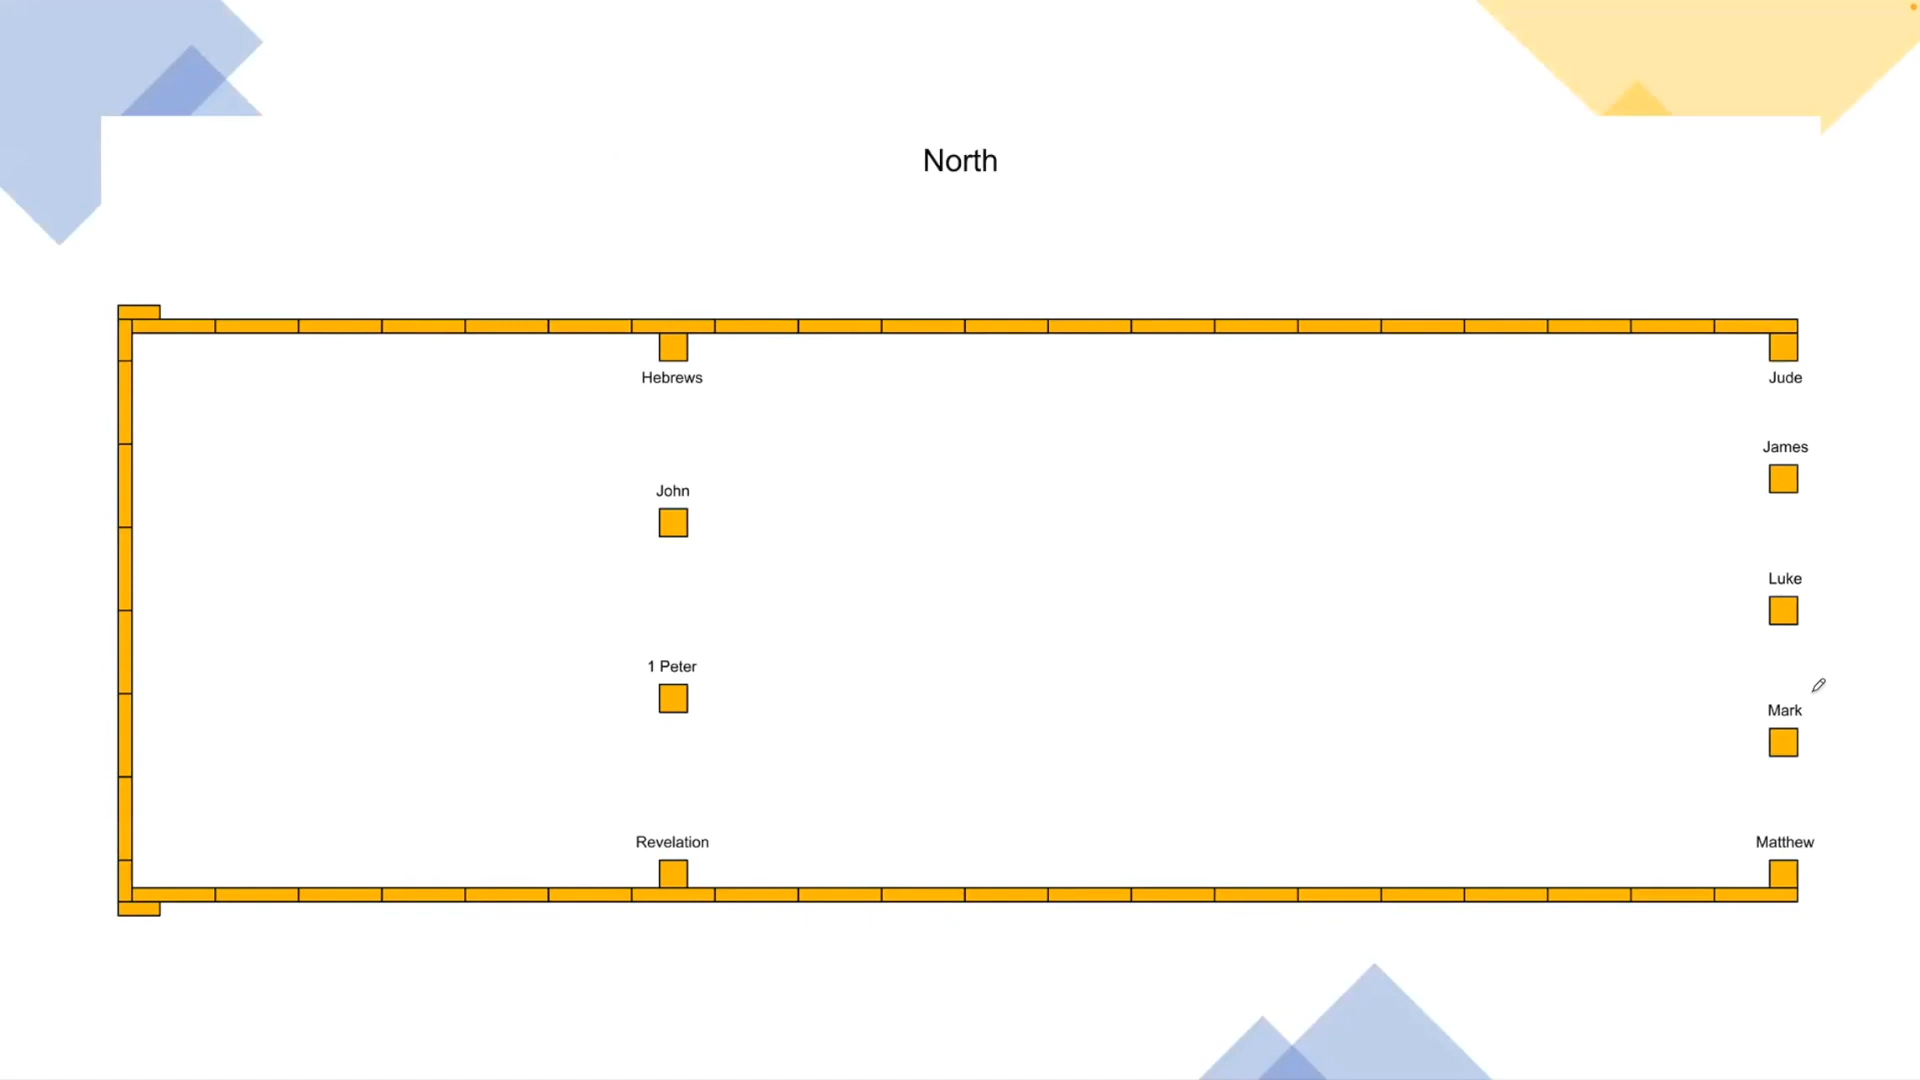 North
Hebrews
Jude
James
John
Luke
1 Peter
Mark
Revelation
Matthew